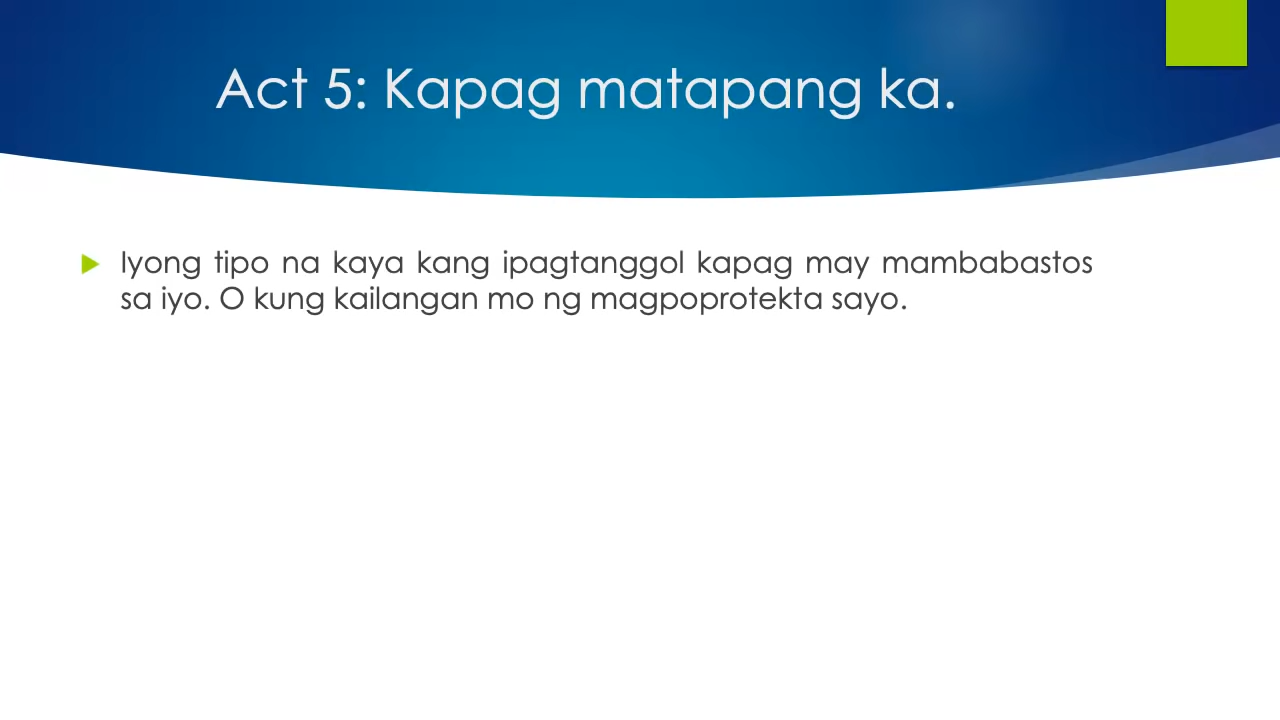 Act 5: Kapag matapang ka.
Iyong tipo na kaya kang ipagtanggol kapag may mambabastos
sa iyo. O kung kailangan mo ng magpoprotekta sayo.